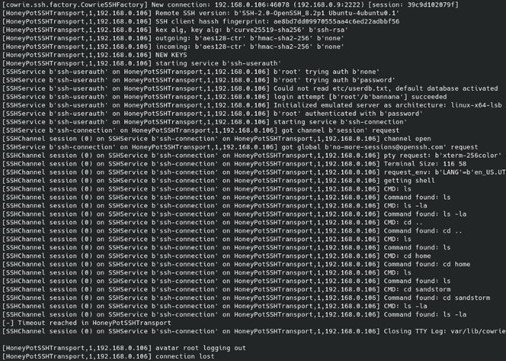 [cowrie.ssh.factory.CowrieSSHFactory] New connection: 192.168.0.106:46078 (192.168.0.9:2222) [session: 39c9d102079f]
[HoneyPotSSHTransport,1,192.168.0.106] Remote SSH version: b'SSH-2.0-OpenSSH_8.2p1 Ubuntu-4ubuntu0.1'
[HoneyPotSSHTransport,1,192.168.0.106] SSH client hassh fingerprint: ae8bd7dd09970555aa4c6ed22adbbf56
[HoneyPotSSHTransport,1,192.168.0.106] kex alg, key alg: b'curve25519-sha256' b'ssh-rsa'
[HoneyPotSSHTransport,1,192.168.0.106] outgoing: b'aes128-ctr' b'hmac-sha2-256' b'none'
[HoneyPotSSHTransport,1,192.168.0.106] incoming: b'aes128-ctr' b'hmac-sha2-256' b'none'
[HoneyPotSSHTransport,1,192.168.0.106] NEW KEYS
[HoneyPotSSHTransport,1,192.168.0.106] starting service b'ssh-userauth'
[SSHService b'ssh-userauth' on HoneyPotSSHTransport,1,192.168.0.106] b'root' trying auth b'none'
[SSHService b'ssh-userauth' on HoneyPotSSHTransport,1,192.168.0.106] b'root' trying auth b'password'
[SSHService b'ssh-userauth' on HoneyPotSSHTransport,1,192.168.0.106] Could not read etc/userdb.txt, default database activated
[SSHService b'ssh-userauth' on HoneyPotSSHTransport,1,192.168.0.106] login attempt [b'root'/b'bannana'] succeeded
[SSHService b'ssh-userauth' on HoneyPotSSHTransport,1,192.168.0.106] Initialized emulated server as architecture: linux-x64-lsb
[SSHService b'ssh-userauth' on HoneyPotSSHTransport,1,192.168.0.106] b'root' authenticated with b'password'
[SSHService b'ssh-userauth' on HoneyPotSSHTransport,1,192.168.0.106] starting service b'ssh-connection'
[SSHService b'ssh-connection' on HoneyPotSSHTransport,1,192.168.0.106] got channel b'session' request
[SSHChannel session (0) on SSHService b'ssh-connection' on HoneyPotSSHTransport,1,192.168.0.106] channel open
[SSHService b'ssh-connection' on HoneyPotSSHTransport,1,192.168.0.106] got global b'no-more-sessions@openssh.com' request
[SSHChannel session (0) on SSHService b'ssh-connection' on HoneyPotSSHTransport,1,192.168.0.106] pty request: b'xterm-256color'
[SSHChannel session (0) on SSHService b'ssh-connection' on HoneyPotSSHTransport,1,192.168.0.106] Terminal Size: 116 58
[SSHChannel session (0) on SSHService b'ssh-connection' on HoneyPotSSHTransport,1,192.168.0.106] request_env: b'LANG'=b'en_US.UT
[SSHChannel session (0) on SSHService b'ssh-connection' on HoneyPotSSHTransport,1,192.168.0.106] getting shell
[SSHChannel session (0) on SSHService b'ssh-connection' on HoneyPotSSHTransport,1,192.168.0.106] CMD: ls
[SSHChannel session (0) on SSHService b'ssh-connection' on HoneyPotSSHTransport,1,192.168.0.106] Command found: ls
[SSHChannel session (0) on SSHService b'ssh-connection' on HoneyPotSSHTransport,1,192.168.0.106] CMD: ls -la
[SSHChannel session (0) on SSHService b'ssh-connection' on HoneyPotSSHTransport,1,192.168.0.106] Command found: ls -la
[SSHChannel session (0) on SSHService b'ssh-connection' on HoneyPotSSHTransport,1,192.168.0.106] CMD: cd ..
[SSHChannel session (0) on SSHService b'ssh-connection' on HoneyPotSSHTransport,1,192.168.0.106] Command found: cd ..
[SSHChannel session (0) on SSHService b'ssh-connection' on HoneyPotSSHTransport,1,192.168.0.106] CMD: ls
[SSHChannel session (0) on SSHService b'ssh-connection' on HoneyPotSSHTransport,1,192.168.0.106] Command found: ls
[SSHChannel session (0) on SSHService b'ssh-connection' on HoneyPotSSHTransport,1,192.168.0.106] CMD: cd home
[SSHChannel session (0) on SSHService b'ssh-connection' on HoneyPotSSHTransport,1,192.168.0.106] Command found: cd home
[SSHChannel session (0) on SSHService b'ssh-connection' on HoneyPotSSHTransport,1,192.168.0.106] CMD: ls
[SSHChannel session (0) on SSHService b'ssh-connection' on HoneyPotSSHTransport,1,192.168.0.106] Command found: ls
[SSHChannel session (0) on SSHService b'ssh-connection' on HoneyPotSSHTransport,1,192.168.0.106] CMD: cd sandstorm
[SSHChannel session (0) on SSHService b'ssh-connection' on HoneyPotSSHTransport,1,192.168.0.106] Command found: cd sandstorm
[SSHChannel session (0) on SSHService b'ssh-connection' on HoneyPotSSHTransport,1,192.168.0.106] CMD: ls -la
[SSHChannel session (0) on SSHService b'ssh-connection' on HoneyPotSSHTransport,1,192.168.0.106] Command found: ls -la
[-] Timeout reached in HoneyPotSSHTransport
[SSHChannel session (0) on SSHService b'ssh-connection' on HoneyPotSSHTransport,1,192.168.0.106] Closing TTY Log: var/lib/cowrie
[HoneyPotSSHTransport,1,192.168.0.106] avatar root logging out
[HoneyPotSSHTransport,1,192.168.0.106] connection lost